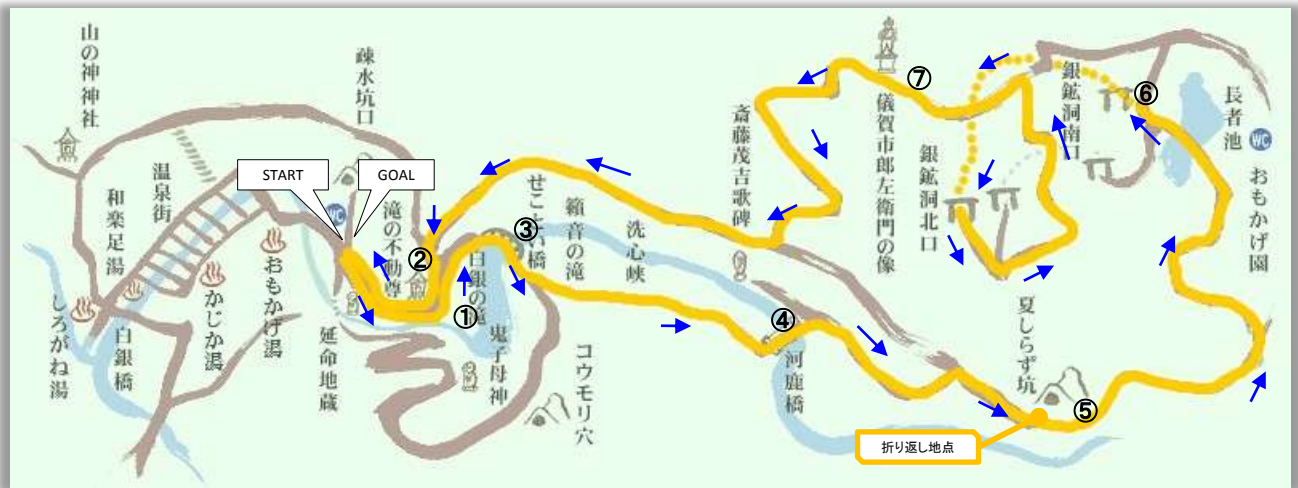 山の神神社
疎水坑口
温泉街
和楽足湯
しろがね湯
白銀橋
かじか湯
おもかげ湯
START
GOAL
WC
滝の不動尊
②
延命地蔵
①
白銀の滝
せことい橋
③
鬼子母神
コウモリ穴
籟音の滝
洗心峡
④
河鹿橋
斎藤茂吉歌碑
儀賀市郎左衛門の像
⑦
銀鉱洞北口
銀鉱洞南口
⑥
長者池
WC
おもかげ園
夏しらず坑
⑤
折り返し地点